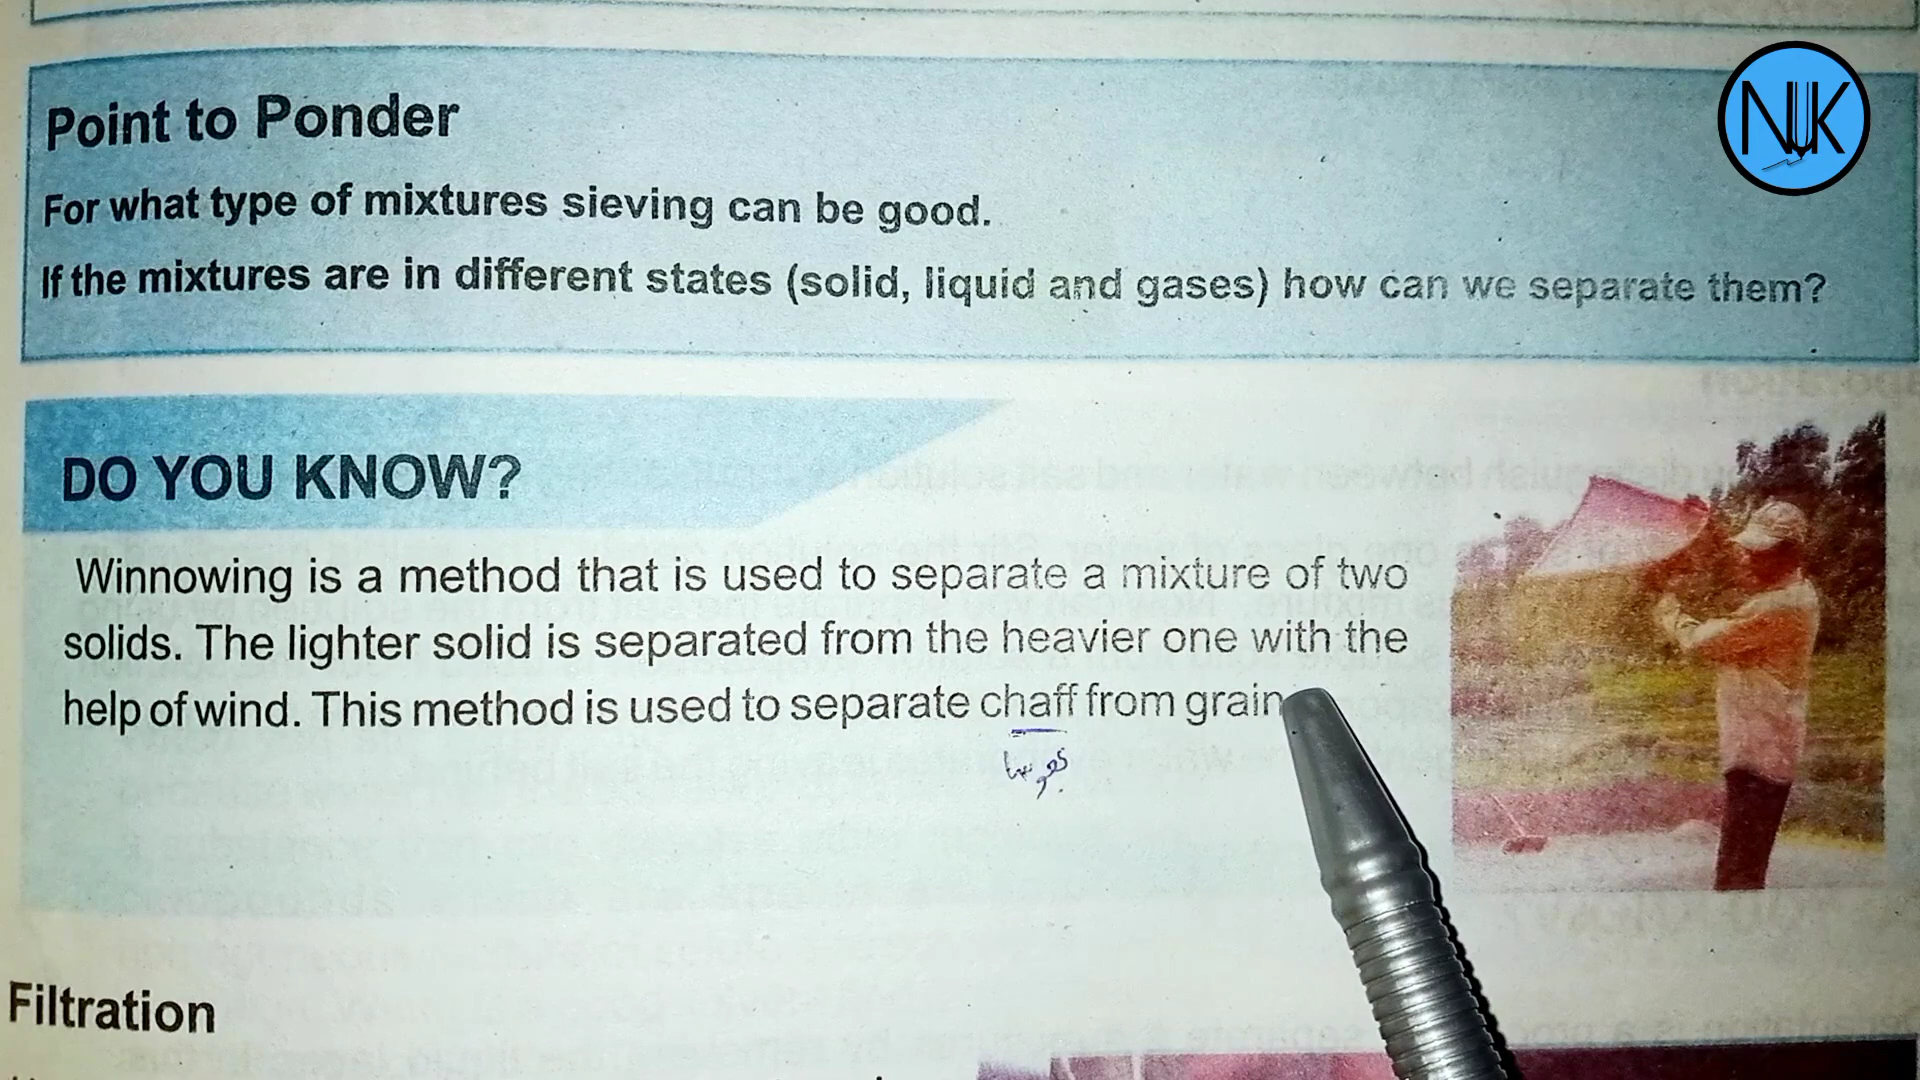 NUK
Point to Ponder
For what type of mixtures sieving can be good.
If the mixtures are in different states (solid, liquid and gases) how can we separate them?
DO YOU KNOW?
Winnowing is a method that is used to separate a mixture of two
solids. The lighter solid is separated from the heavier one with the
help of wind. This method is used to separate chaff from grain
بھوسا
Filtration